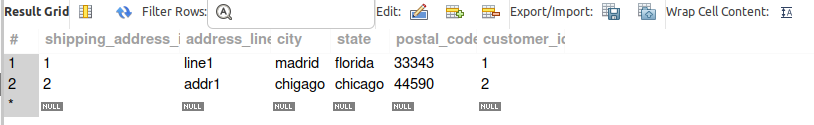 Result Grid Filter Rows: Edit: Export/Import: Wrap Cell Content:
# shipping_address_i address_line city state postal_code customer_id
1 1 line1 madrid florida 33343 1
2 2 addr1 chigago chicago 44590 2
* NULL NULL NULL NULL NULL NULL